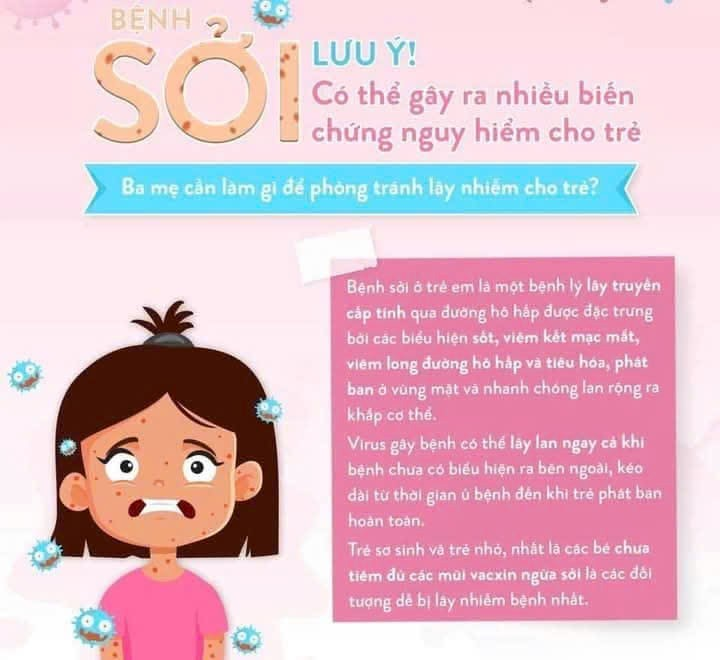 BỆNH
SỞI
LƯU Ý!
Có thể gây ra nhiều biến
chứng nguy hiểm cho trẻ
Ba mẹ cần làm gì để phòng tránh lây nhiễm cho trẻ?
Bệnh sởi ở trẻ em là một bệnh lý lây truyền
cấp tính qua đường hô hấp được đặc trưng
bởi các biểu hiện sốt, viêm kết mạc mắt,
viêm long đường hô hấp và tiêu hóa, phát
ban ở vùng mặt và nhanh chóng lan rộng ra
khắp cơ thể.
Virus gây bệnh có thể lây lan ngay cả khi
bệnh chưa có biểu hiện ra bên ngoài, kéo
dài từ thời gian ủ bệnh đến khi trẻ phát ban
hoàn toàn.
Trẻ sơ sinh và trẻ nhỏ, nhất là các bé chưa
tiêm đủ các mũi vacxin ngừa sởi là các đối
tượng dễ bị lây nhiễm bệnh nhất.